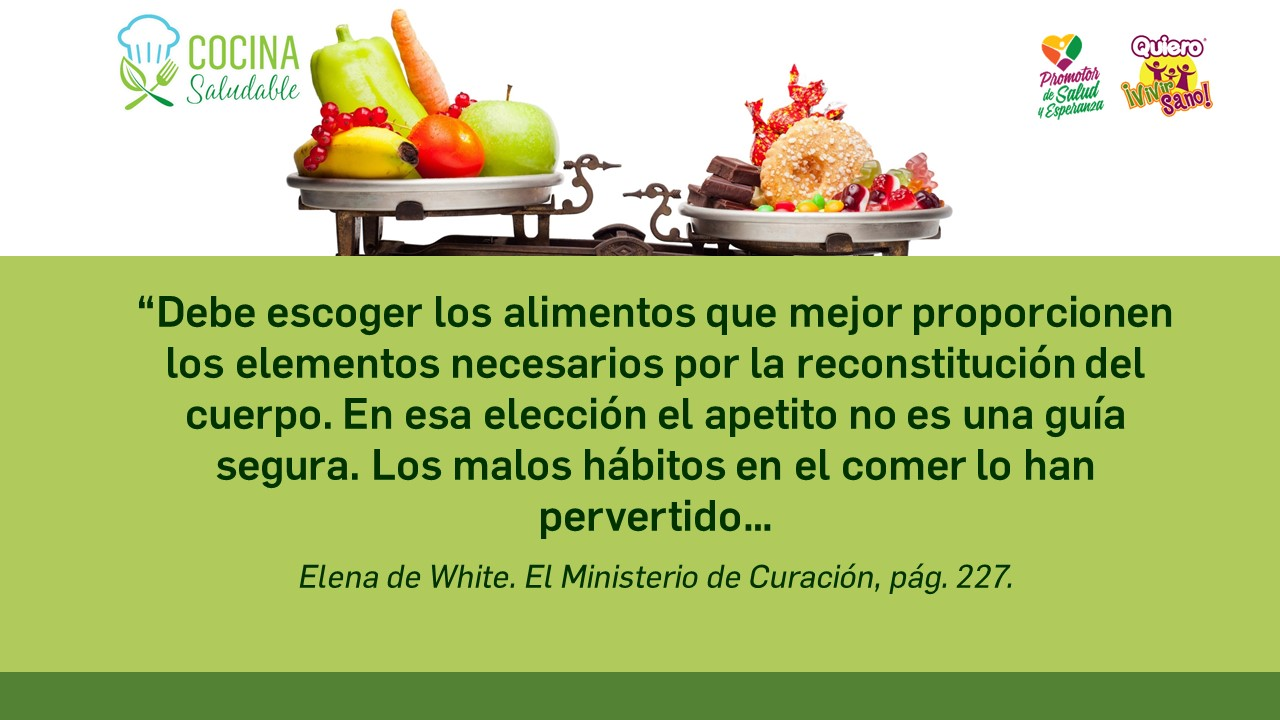 COCINA
Saludable
Promotor
de Salud
y Esperanza
Quiero
¡Vivir
Sano!
“Debe escoger los alimentos que mejor proporcionen
los elementos necesarios por la reconstitución del
cuerpo. En esa elección el apetito no es una guía
segura. Los malos hábitos en el comer lo han
pervertido...
Elena de White. El Ministerio de Curación, pág. 227.